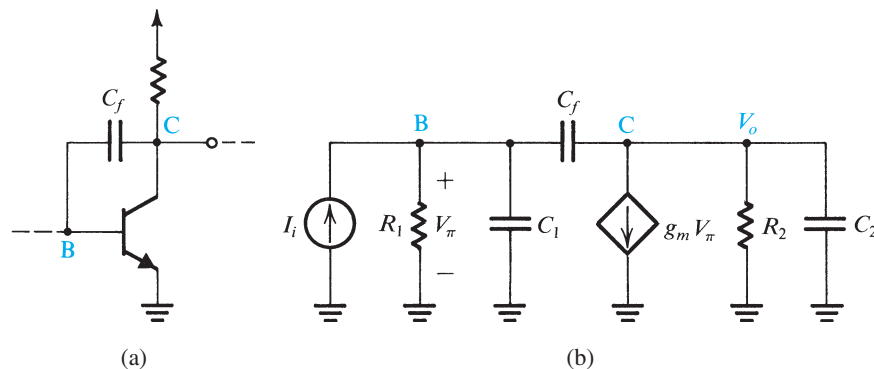 C_f
C
B
(a)
B
C_f
C
V_o
I_i
R_1
+
V_π
−
C_1
g_m V_π
R_2
C_2
(b)